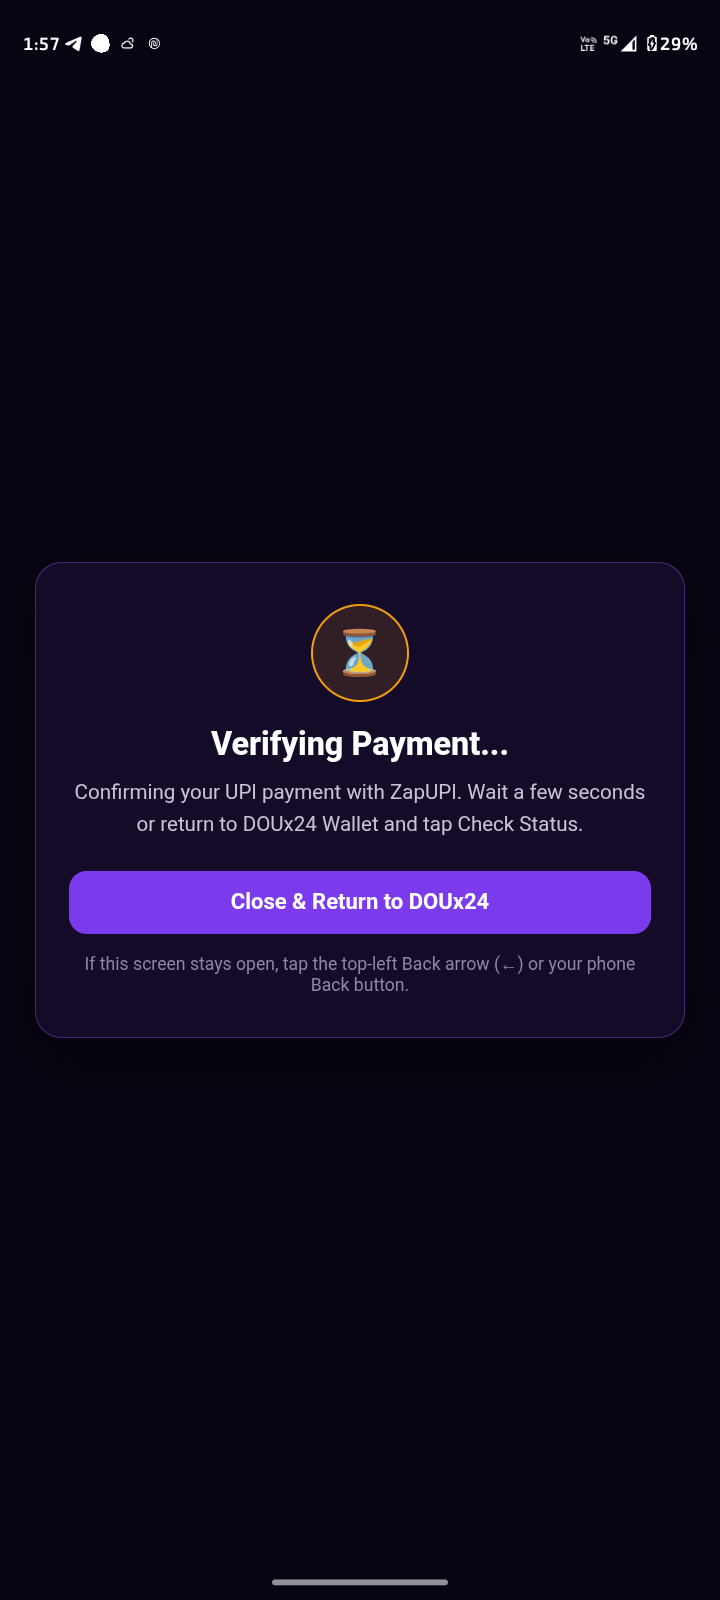 1:57
Vo
LTE
5G
29%
Verifying Payment...
Confirming your UPI payment with ZapUPI. Wait a few seconds
or return to DOUx24 Wallet and tap Check Status.
Close & Return to DOUx24
If this screen stays open, tap the top-left Back arrow (←) or your phone
Back button.